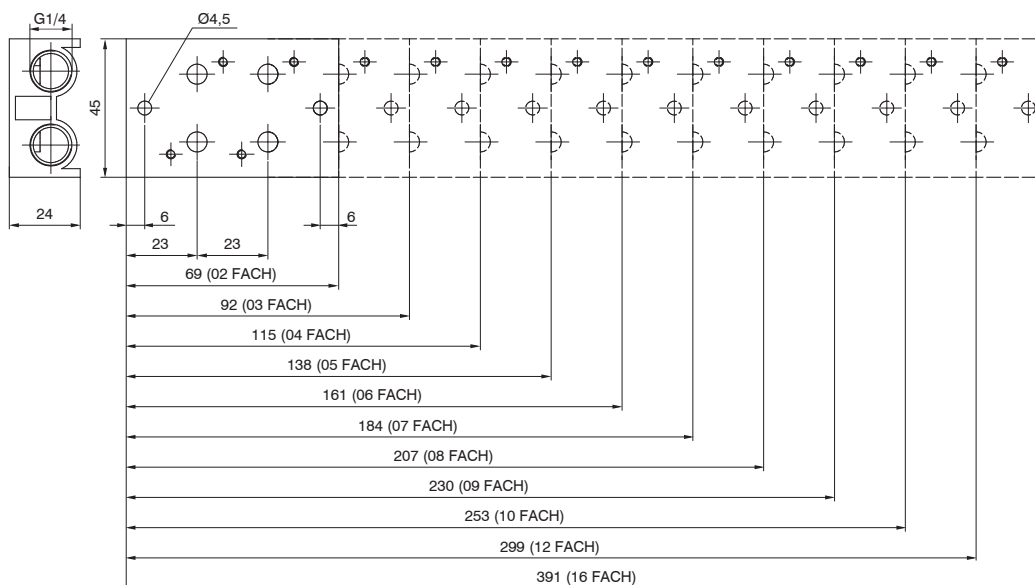 G1/4
Ø4,5
45
24
6
6
23
23
69 (02 FACH)
92 (03 FACH)
115 (04 FACH)
138 (05 FACH)
161 (06 FACH)
184 (07 FACH)
207 (08 FACH)
230 (09 FACH)
253 (10 FACH)
299 (12 FACH)
391 (16 FACH)